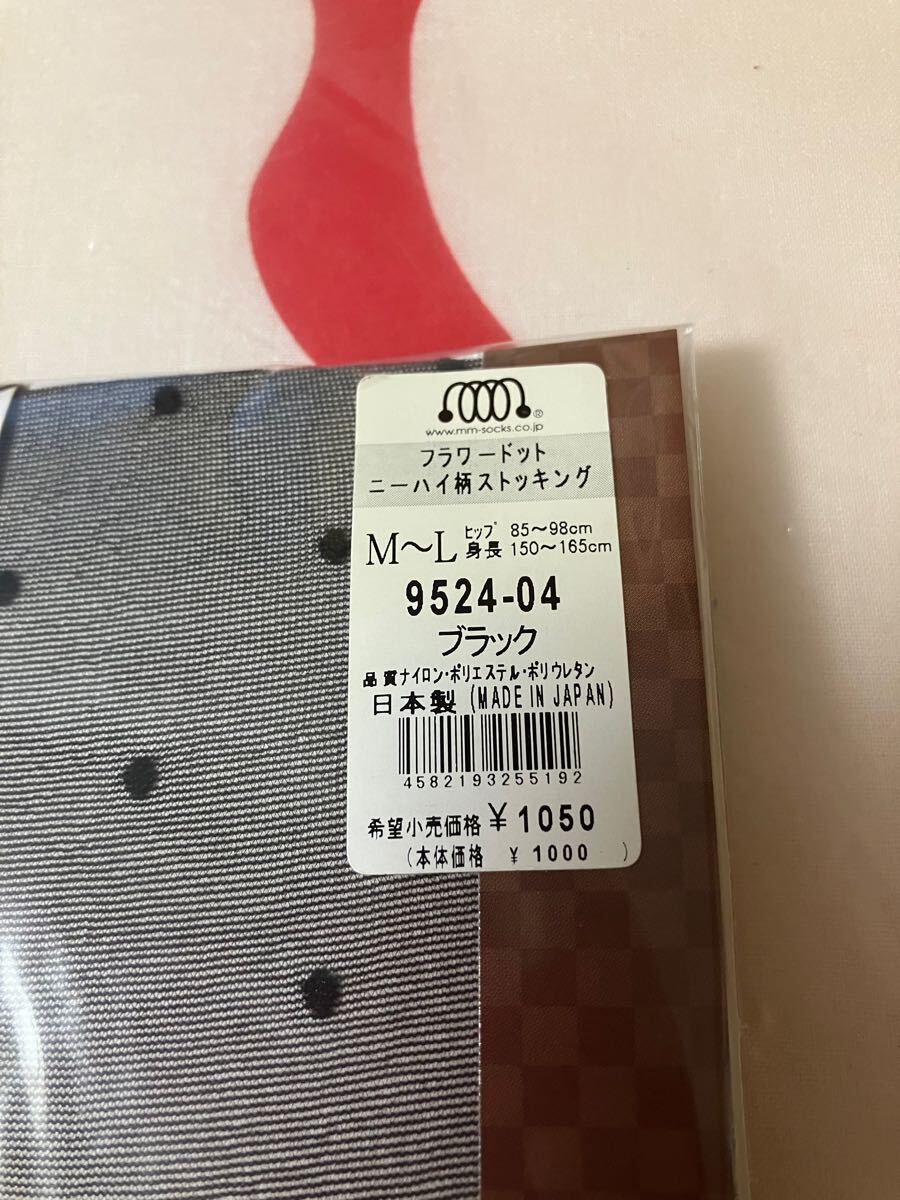 ®
www.mm-socks.co.jp
フラワードット
ニーハイ柄ストッキング
M～L ヒップ 85～98cm
身長 150～165cm
9524-04
ブラック
品質 ナイロン・ポリエステル・ポリウレタン
日本製 (MADE IN JAPAN)
4582193255192
希望小売価格 ¥1050
(本体価格 ¥1000 )